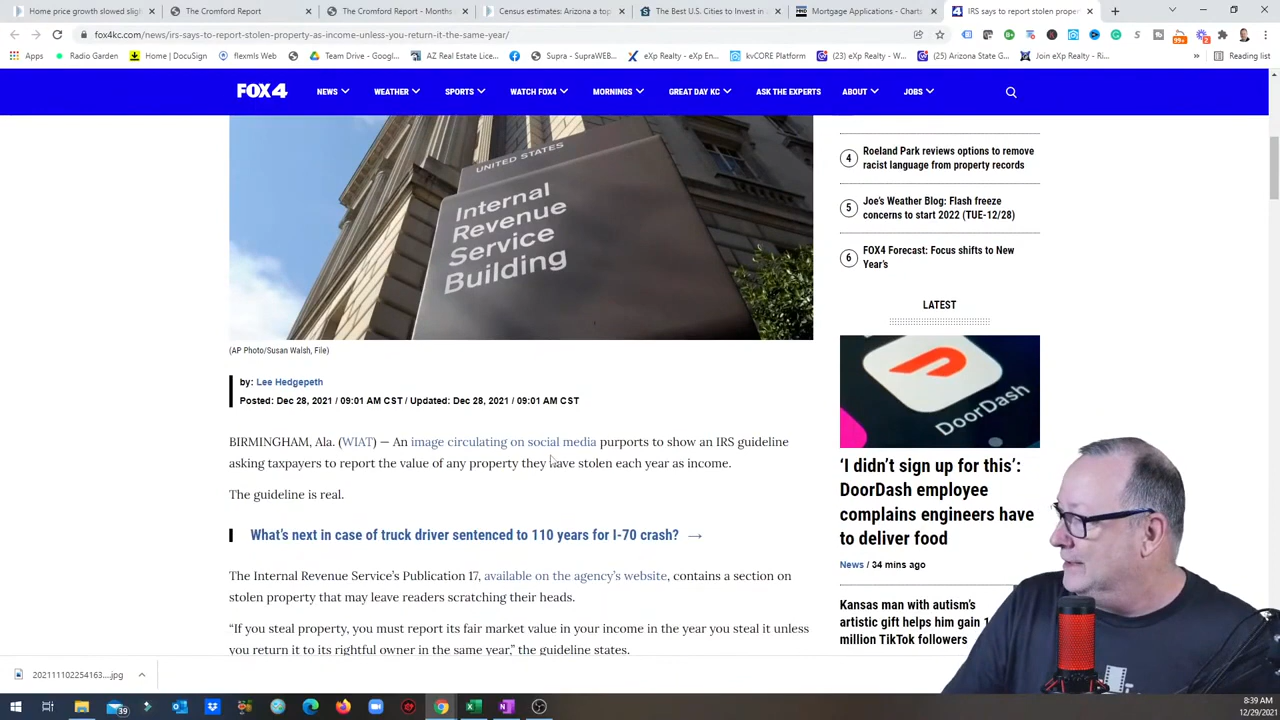 Home price growth slowed slight
The Cromford Report
The Cromford Report - Months o
Census estimates: Arizona a top
The Best U.S. Cities to Invest in
Mortgage Applications - Charts
IRS says to report stolen proper
fox4kc.com/news/irs-says-to-report-stolen-property-as-income-unless-you-return-it-the-same-year/
Apps
Radio Garden
DocuSign
flexmls Web
Team Drive - Googl...
AZ Real Estate Lice...
Supra - SupraWEB...
eXp Realty - eXp En...
kvCORE Platform
(23) eXp Realty - W...
(25) Arizona State G...
Join eXp Realty - Ri...
Reading list
FOX4
NEWS
WEATHER
SPORTS
WATCH FOX4
MORNINGS
GREAT DAY KC
ASK THE EXPERTS
ABOUT
JOBS
UNITED STATES
Internal
Revenue
Service
Building
(AP Photo/Susan Walsh, File)
by: Lee Hedgepeth
Posted: Dec 28, 2021 / 09:01 AM CST / Updated: Dec 28, 2021 / 09:01 AM CST
BIRMINGHAM, Ala. (WIAT) — An image circulating on social media purports to show an IRS guideline
asking taxpayers to report the value of any property they have stolen each year as income.
The guideline is real.
What's next in case of truck driver sentenced to 110 years for I-70 crash? →
The Internal Revenue Service's Publication 17, available on the agency's website, contains a section on
stolen property that may leave readers scratching their heads.
“If you steal property, you must report its fair market value in your income in the year you steal it unless
you return it to its rightful owner in the same year,” the guideline states.
4
Roeland Park reviews options to remove
racist language from property records
5
Joe's Weather Blog: Flash freeze
concerns to start 2022 (TUE-12/28)
6
FOX4 Forecast: Focus shifts to New
Year's
LATEST
DOORDASH
'I didn't sign up for this':
DoorDash employee
complains engineers have
to deliver food
News / 34 mins ago
Kansas man with autism's
artistic gift helps him gain 1
million TikTok followers
202111102254163....jpg
39
8:39 AM
12/29/2021